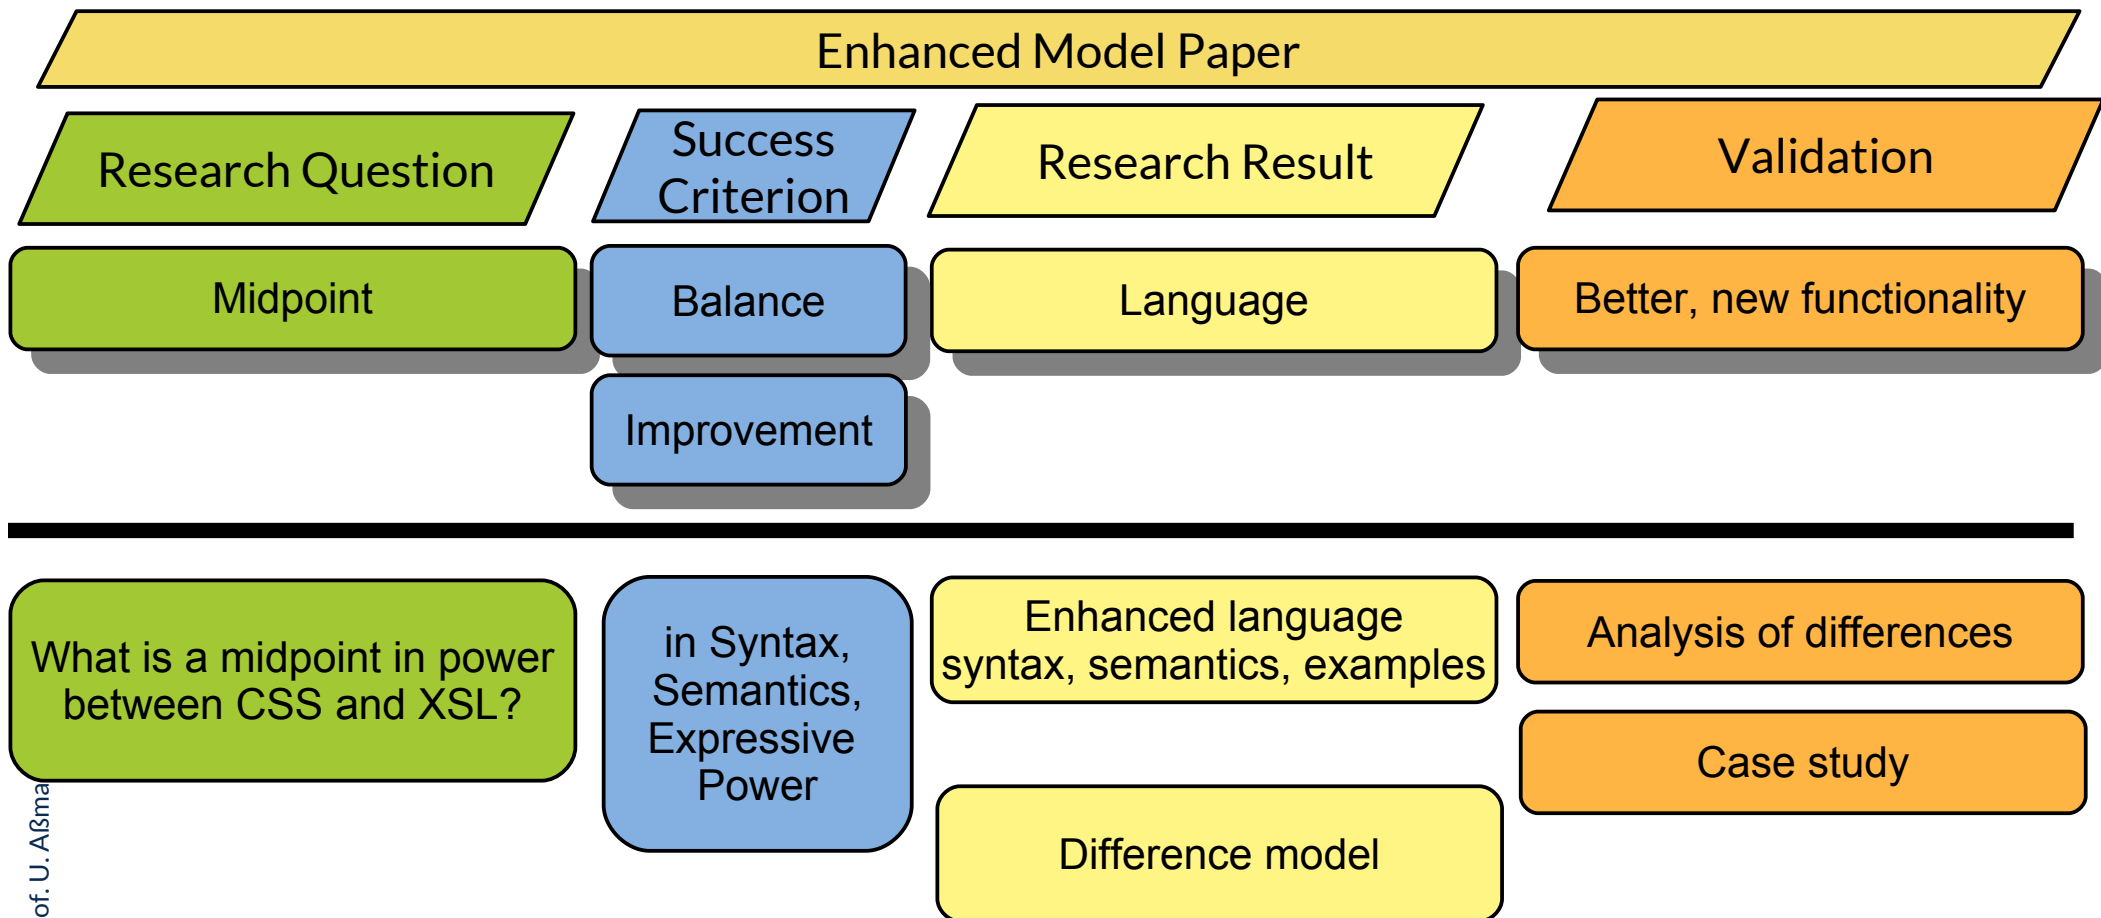 Enhanced Model Paper
Research Question
Success
Criterion
Research Result
Validation
Midpoint
Balance
Language
Better, new functionality
Improvement
What is a midpoint in power
between CSS and XSL?
in Syntax,
Semantics,
Expressive
Power
Enhanced language
syntax, semantics, examples
Difference model
Analysis of differences
Case study
of. U. Aßma